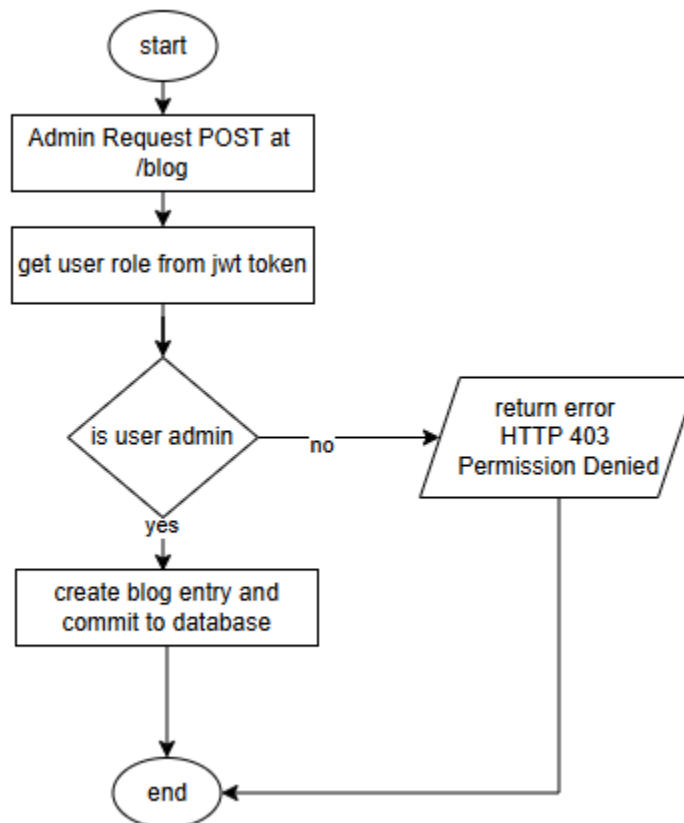 start
Admin Request POST at
/blog
get user role from jwt token
is user admin
no
return error
HTTP 403
Permission Denied
yes
create blog entry and
commit to database
end